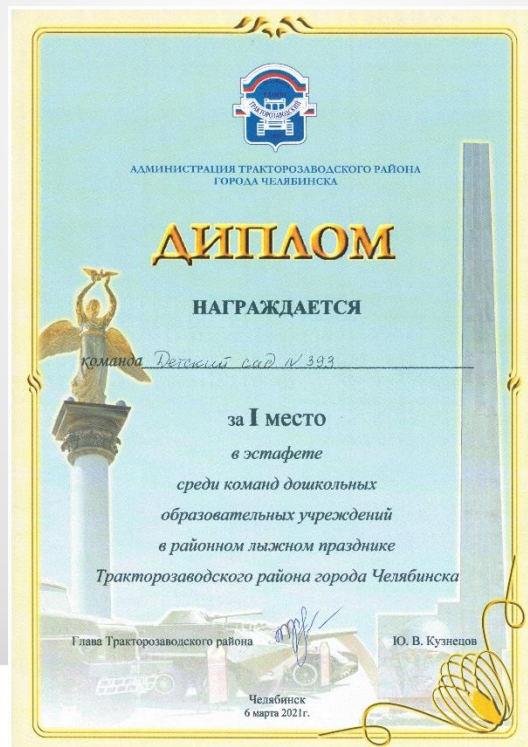 ТРАКТОРОЗАВОДСКИЙ
АДМИНИСТРАЦИЯ ТРАКТОРОЗАВОДСКОГО РАЙОНА
ГОРОДА ЧЕЛЯБИНСКА
ДИПЛОМ
НАГРАЖДАЕТСЯ
команда Детский сад N 393
за I место
в эстафете
среди команд дошкольных
образовательных учреждений
в районном лыжном празднике
Тракторозаводского района города Челябинска
Глава Тракторозаводского района Ю. В. Кузнецов
Челябинск
6 марта 2021г.